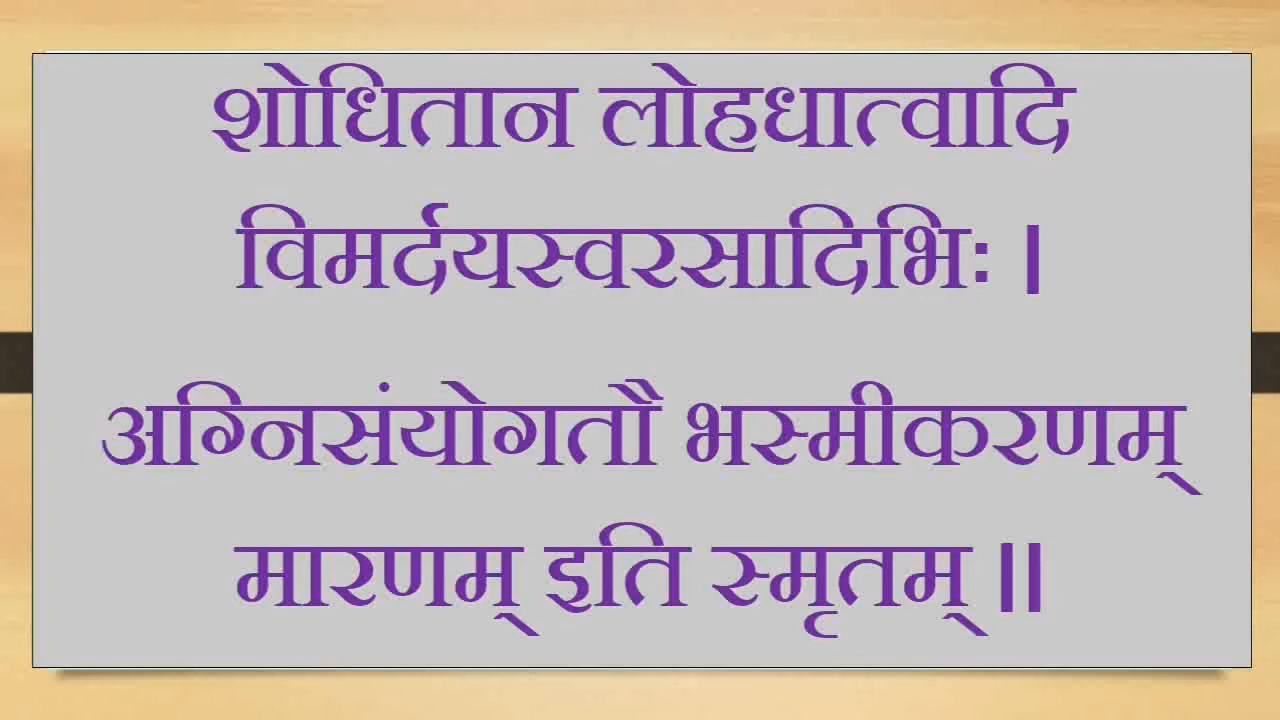 शोधितान लोहधात्वादि
विमर्दयस्वरसादिभिः ।
अग्निसंयोगतौ भस्मीकरणम्
मारणम् इति स्मृतम् ॥